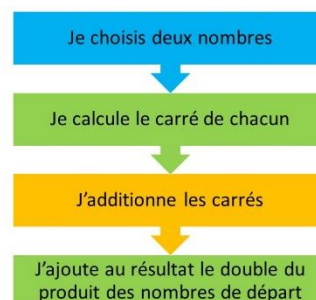 Je choisis deux nombres
Je calcule le carré de chacun
J'additionne les carrés
J'ajoute au résultat le double du
produit des nombres de départ